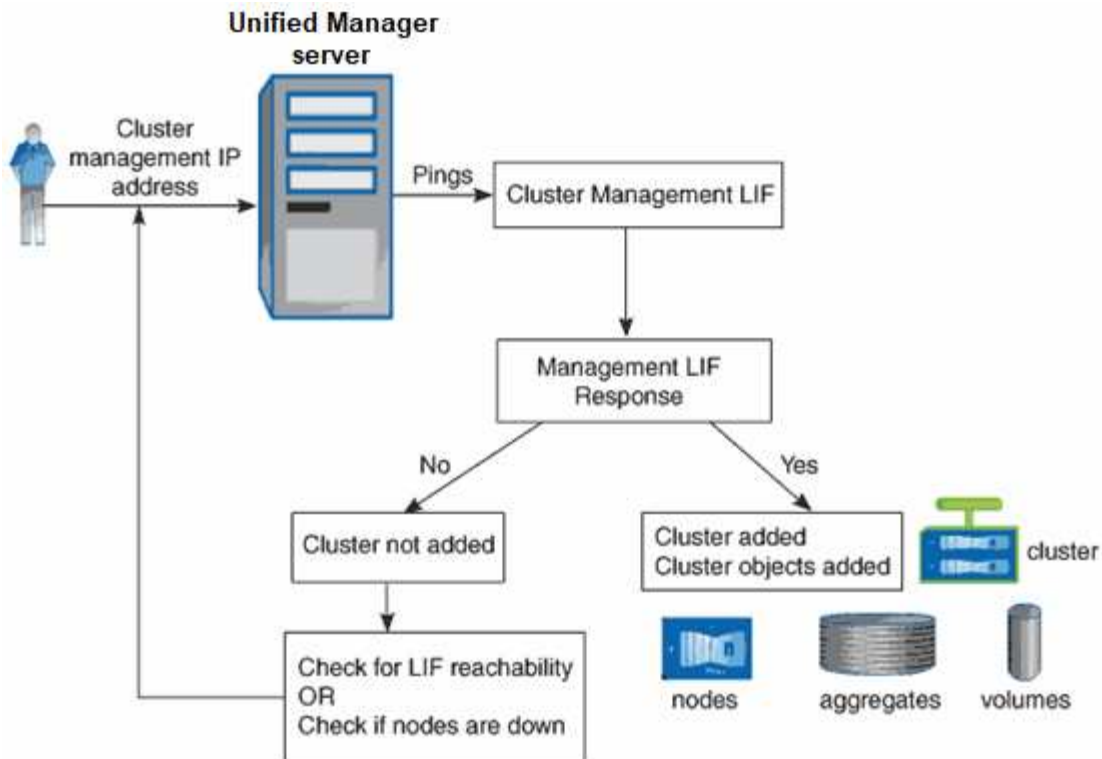 Unified Manager
server
Cluster
management IP
address
Pings
Cluster Management LIF
Management LIF
Response
No
Yes
Cluster not added
Cluster added
Cluster objects added
cluster
Check for LIF reachability
OR
Check if nodes are down
nodes
aggregates
volumes